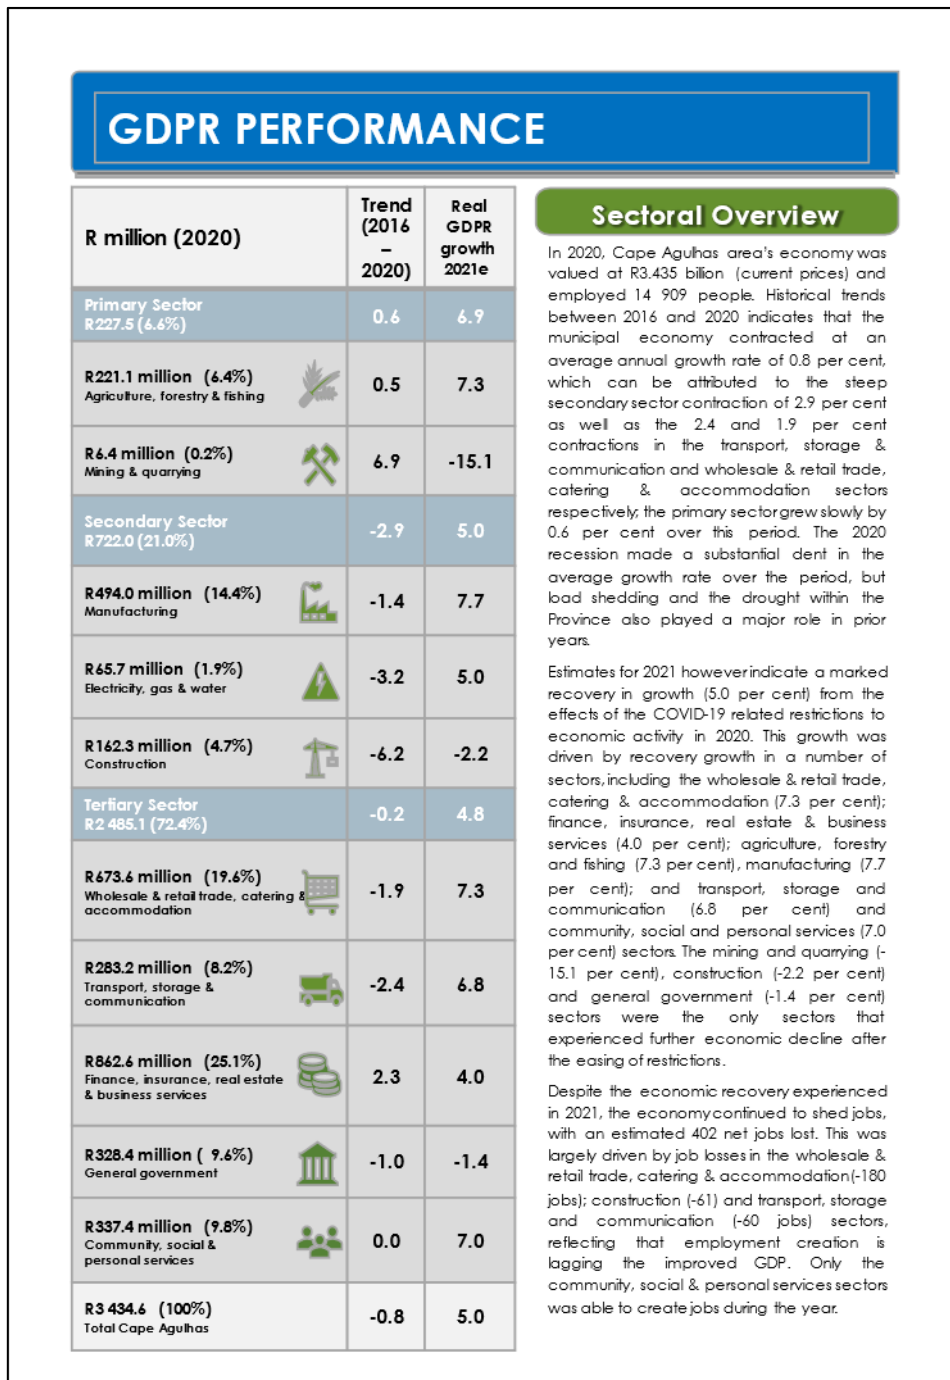 GDPR PERFORMANCE
R million (2020)
Trend
(2016
–
2020)
Real
GDPR
growth
2021e
Primary Sector
R227.5 (6.6%)
0.6
6.9
R221.1 million (6.4%)
Agriculture, forestry & fishing
0.5
7.3
R6.4 million (0.2%)
Mining & quarrying
6.9
-15.1
Secondary Sector
R722.0 (21.0%)
-2.9
5.0
R494.0 million (14.4%)
Manufacturing
-1.4
7.7
R65.7 million (1.9%)
Electricity, gas & water
-3.2
5.0
R162.3 million (4.7%)
Construction
-6.2
-2.2
Tertiary Sector
R2 485.1 (72.4%)
-0.2
4.8
R673.6 million (19.6%)
Wholesale & retail trade, catering &
accommodation
-1.9
7.3
R283.2 million (8.2%)
Transport, storage &
communication
-2.4
6.8
R862.6 million (25.1%)
Finance, insurance, real estate
& business services
2.3
4.0
R328.4 million ( 9.6%)
General government
-1.0
-1.4
R337.4 million (9.8%)
Community, social &
personal services
0.0
7.0
R3 434.6 (100%)
Total Cape Agulhas
-0.8
5.0
Sectoral Overview
In 2020, Cape Agulhas area's economy was
valued at R3.435 billion (current prices) and
employed 14 909 people. Historical trends
between 2016 and 2020 indicates that the
municipal economy contracted at an
average annual growth rate of 0.8 per cent,
which can be attributed to the steep
secondary sector contraction of 2.9 per cent
as well as the 2.4 and 1.9 per cent
contractions in the transport, storage &
communication and wholesale & retail trade,
catering & accommodation sectors
respectively; the primary sector grew slowly by
0.6 per cent over this period. The 2020
recession made a substantial dent in the
average growth rate over the period, but
load shedding and the drought within the
Province also played a major role in prior
years.
Estimates for 2021 however indicate a marked
recovery in growth (5.0 per cent) from the
effects of the COVID-19 related restrictions to
economic activity in 2020. This growth was
driven by recovery growth in a number of
sectors, including the wholesale & retail trade,
catering & accommodation (7.3 per cent);
finance, insurance, real estate & business
services (4.0 per cent); agriculture, forestry
and fishing (7.3 per cent), manufacturing (7.7
per cent); and transport, storage and
communication (6.8 per cent) and
community, social and personal services (7.0
per cent) sectors. The mining and quarrying (-
15.1 per cent), construction (-2.2 per cent)
and general government (-1.4 per cent)
sectors were the only sectors that
experienced further economic decline after
the easing of restrictions.
Despite the economic recovery experienced
in 2021, the economy continued to shed jobs,
with an estimated 402 net jobs lost. This was
largely driven by job losses in the wholesale &
retail trade, catering & accommodation (-180
jobs); construction (-61) and transport, storage
and communication (-60 jobs) sectors,
reflecting that employment creation is
lagging the improved GDP. Only the
community, social & personal services sectors
was able to create jobs during the year.